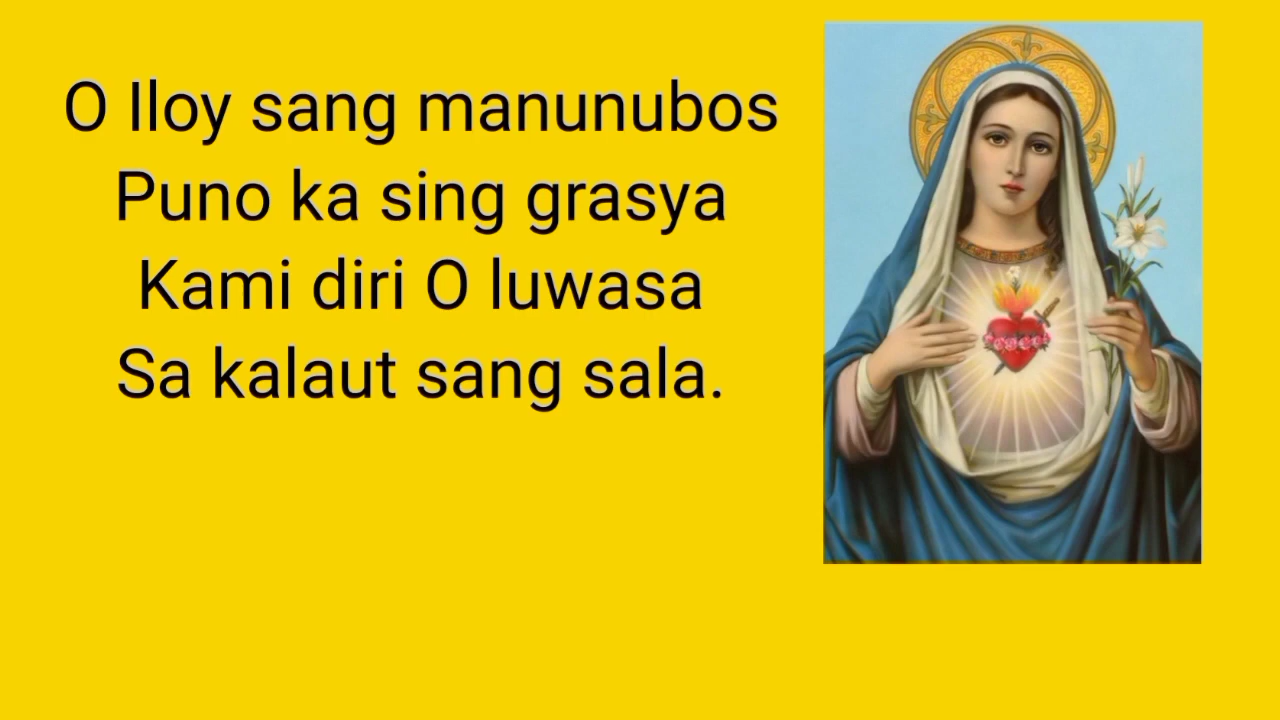 O Iloy sang manunubos
Puno ka sing grasya
Kami diri O luwasa
Sa kalaut sang sala.